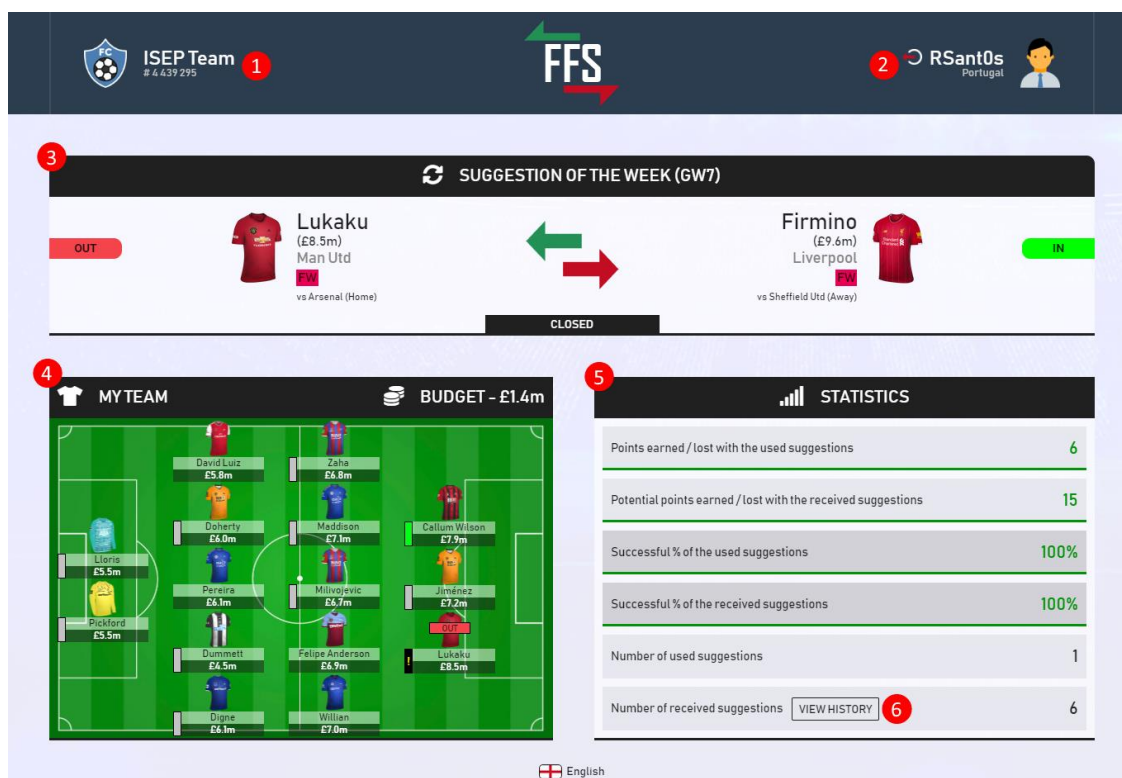 FC
ISEP Team
# 4 439 295
1
FFS
2
RSant0s
Portugal
3
SUGGESTION OF THE WEEK (GW7)
OUT
Lukaku
(£8.5m)
Man Utd
FW
vs Arsenal (Home)
Firmino
(£9.6m)
Liverpool
FW
vs Sheffield Utd (Away)
IN
CLOSED
4
MY TEAM
BUDGET - £1.4m
David Luiz
£5.8m
Zaha
£6.8m
Doherty
£6.0m
Maddison
£7.1m
Callum Wilson
£7.9m
Lloris
£5.5m
Pereira
£6.1m
Milivojevic
£6.7m
Jiménez
£7.2m
Pickford
£5.5m
Dummett
£4.5m
Felipe Anderson
£6.9m
OUT
!
Lukaku
£8.5m
Digne
£6.1m
Willian
£7.0m
5
STATISTICS
Points earned / lost with the used suggestions 6
Potential points earned / lost with the received suggestions 15
Successful % of the used suggestions 100%
Successful % of the received suggestions 100%
Number of used suggestions 1
Number of received suggestions VIEW HISTORY 6 6
English